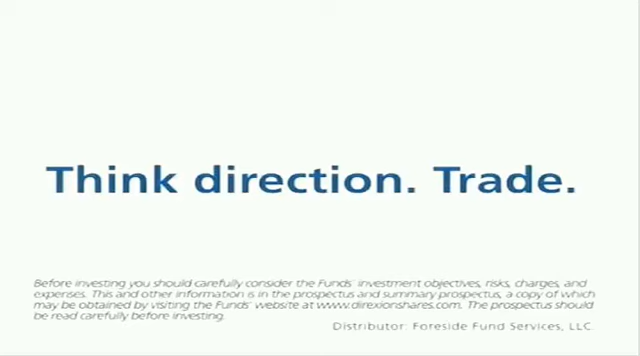 Think direction. Trade.
Before investing you should carefully consider the Funds' investment objectives, risks, charges, and
expenses. This and other information is in the prospectus and summary prospectus, a copy of which
may be obtained by visiting the Funds' website at www.direxionshares.com. The prospectus should
be read carefully before investing.
Distributor: Foreside Fund Services, LLC.